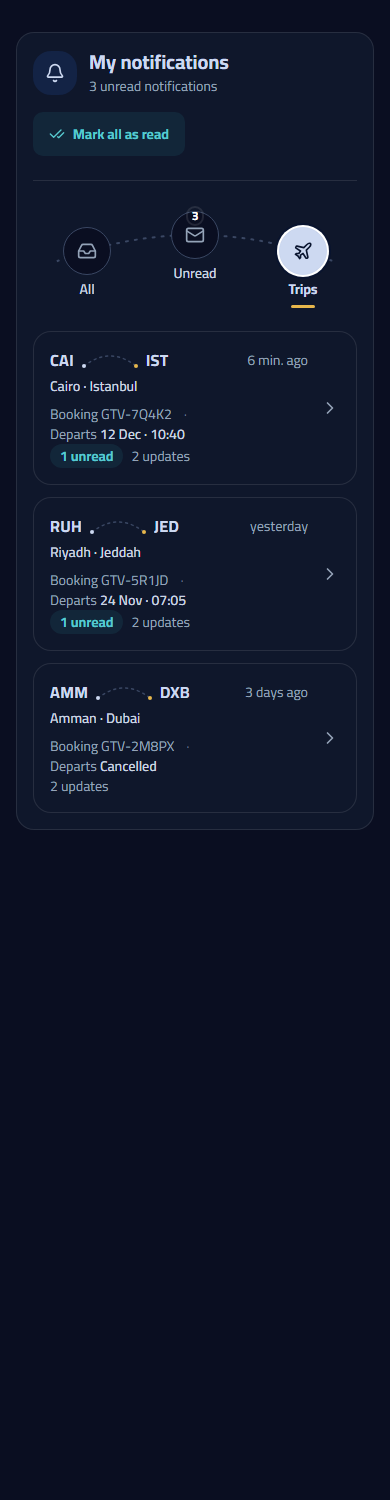 My notifications
3 unread notifications
Mark all as read
3
All
Unread
Trips
CAI IST 6 min. ago
Cairo · Istanbul
Booking GTV-7Q4K2 ·
Departs 12 Dec · 10:40
1 unread 2 updates
RUH JED yesterday
Riyadh · Jeddah
Booking GTV-5R1JD ·
Departs 24 Nov · 07:05
1 unread 2 updates
AMM DXB 3 days ago
Amman · Dubai
Booking GTV-2M8PX ·
Departs Cancelled
2 updates